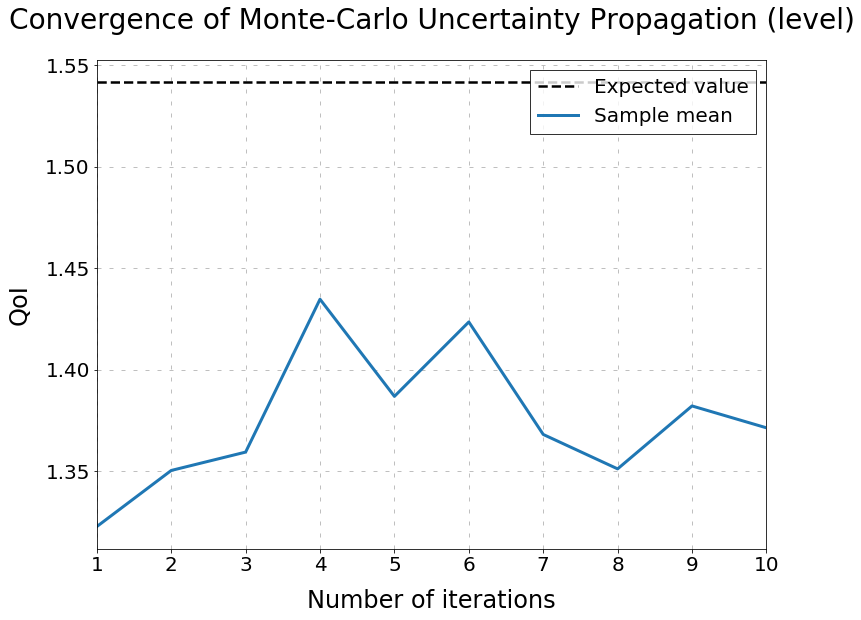 Convergence of Monte-Carlo Uncertainty Propagation (level)
1.55
1.50
1.45
1.40
1.35
QoI
Expected value
Sample mean
1 2 3 4 5 6 7 8 9 10
Number of iterations